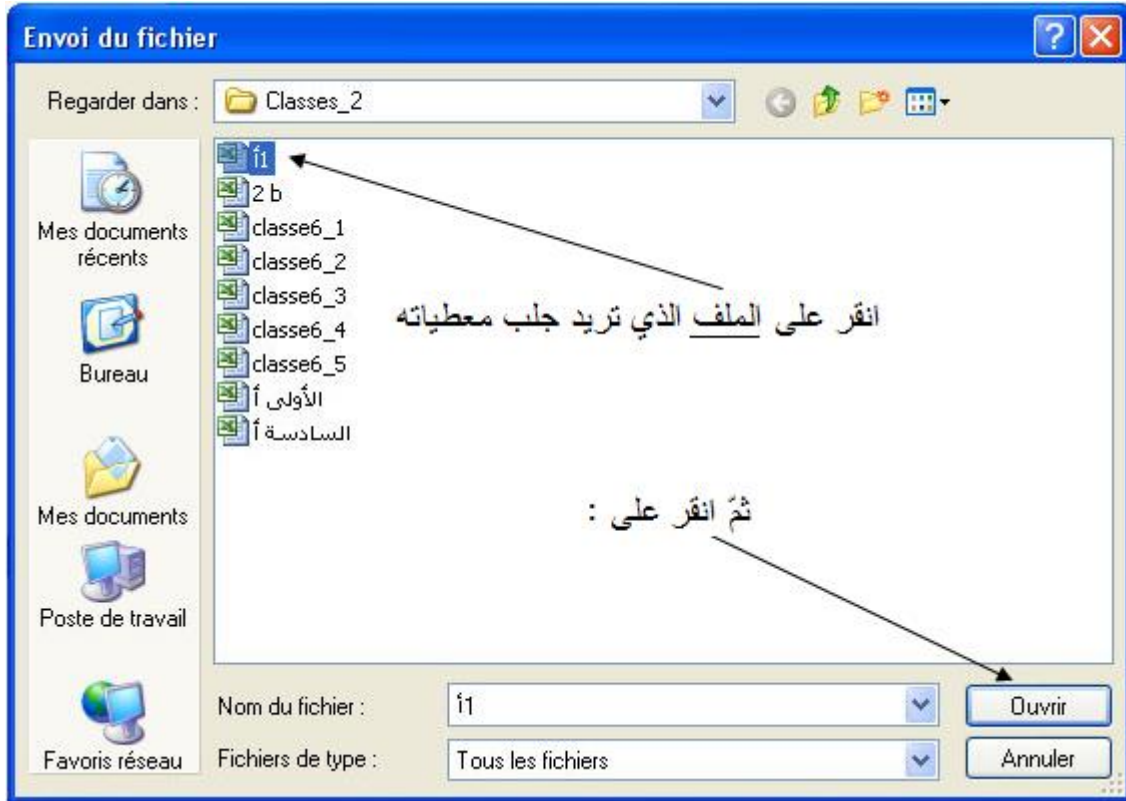 Envoi du fichier
Regarder dans :
Classes_2
أ1
2 b
classe6_1
classe6_2
classe6_3
classe6_4
classe6_5
الأولى أ
السادسة أ
Mes documents
récents
Bureau
Mes documents
Poste de travail
Favoris réseau
انقر على الملف الذي تريد جلب معطياته
ثمّ انقر على :
Nom du fichier :
أ1
Ouvrir
Fichiers de type :
Tous les fichiers
Annuler